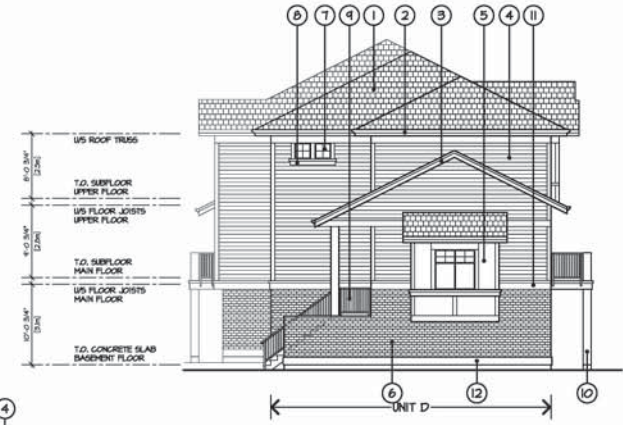 8 7 9 1 2 3 5 4 11
U/S ROOF TRUSS
8'-0 3/4"
[2.5m]
T.O. SUBFLOOR
UPPER FLOOR
U/S FLOOR JOISTS
UPPER FLOOR
9'-0 3/4"
[2.8m]
T.O. SUBFLOOR
MAIN FLOOR
U/S FLOOR JOISTS
MAIN FLOOR
10'-0 3/4"
[3.1m]
T.O. CONCRETE SLAB
BASEMENT FLOOR
6 12 10
4
UNIT D